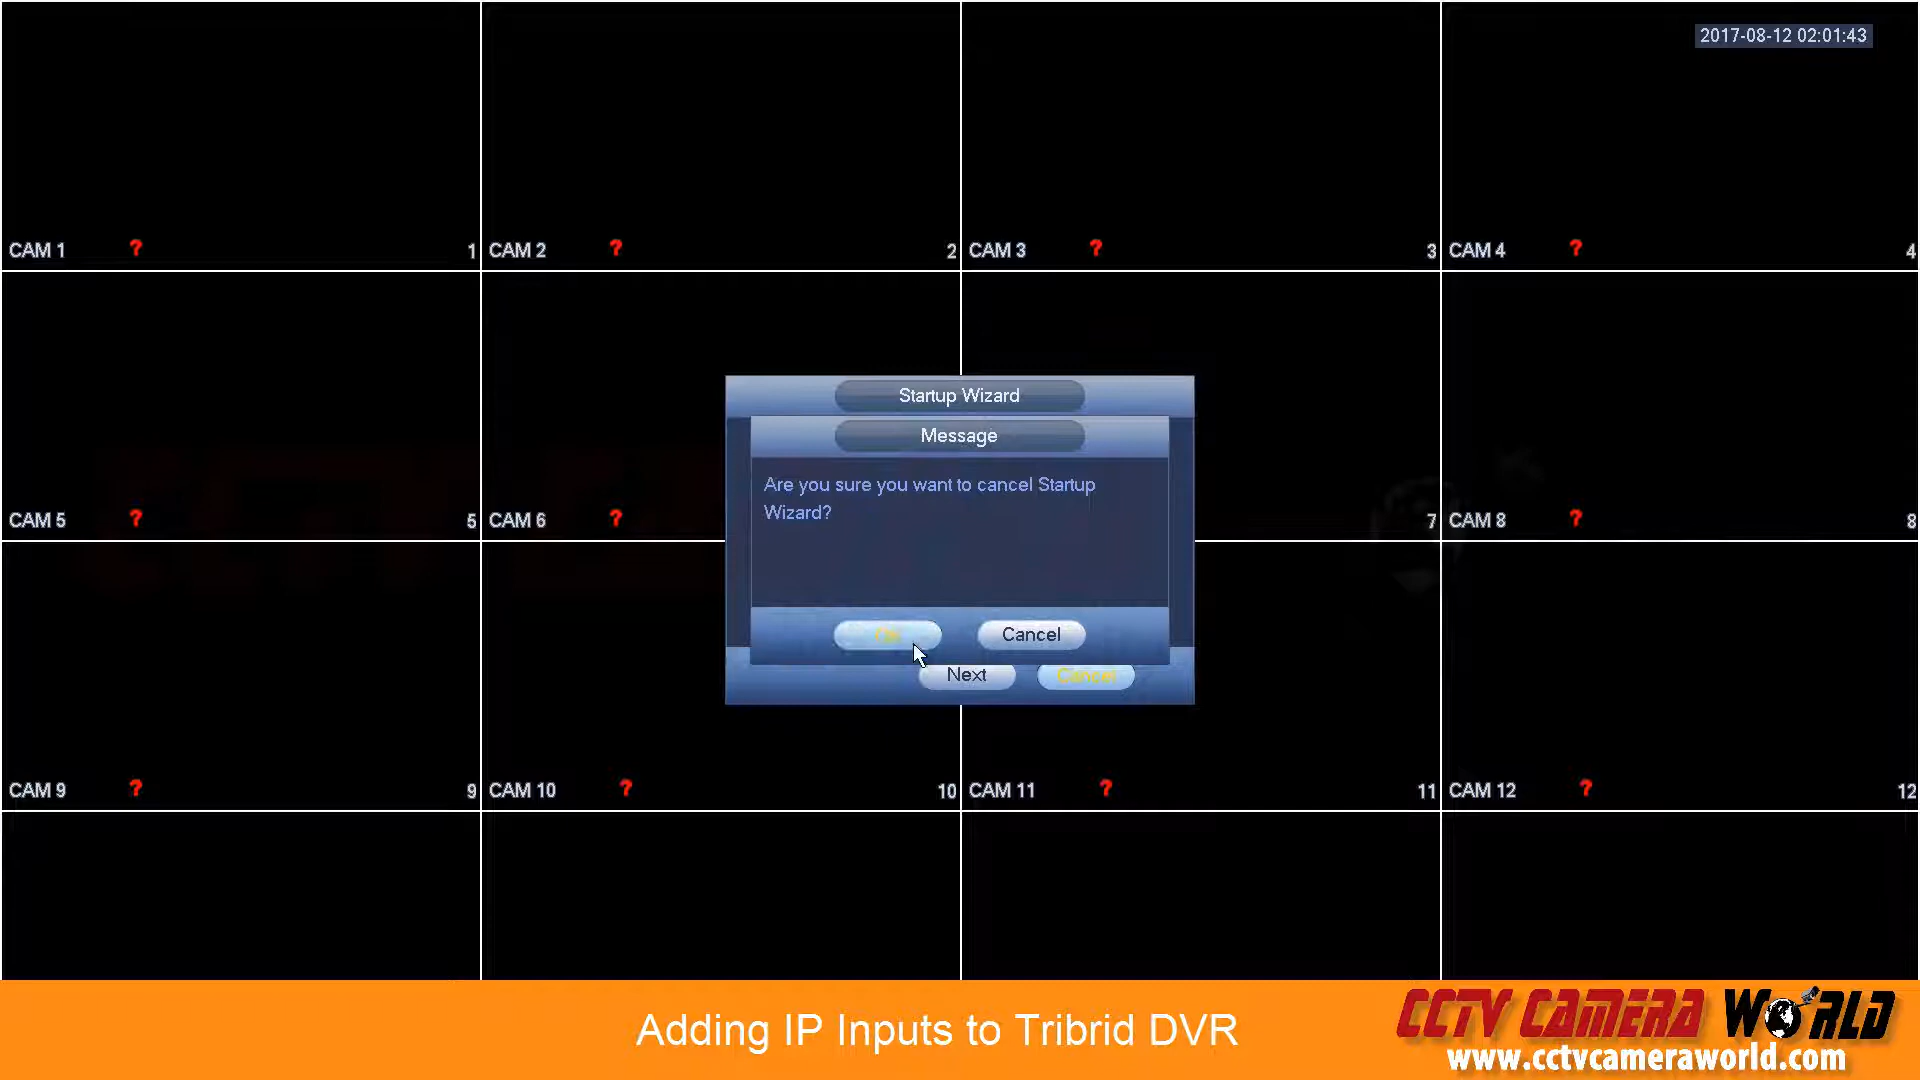 2017-08-12 02:01:43
CAM 1 ? 1
CAM 2 ? 2
CAM 3 ? 3
CAM 4 ? 4
Startup Wizard
Message
Are you sure you want to cancel Startup
Wizard?
OK
Cancel
Next
Cancel
CAM 5 ? 5
CAM 6 ?
7
CAM 8 ? 8
CAM 9 ? 9
CAM 10 ? 10
CAM 11 ? 11
CAM 12 ? 12
Adding IP Inputs to Tribrid DVR
CCTV CAMERA WORLD
www.cctvcameraworld.com